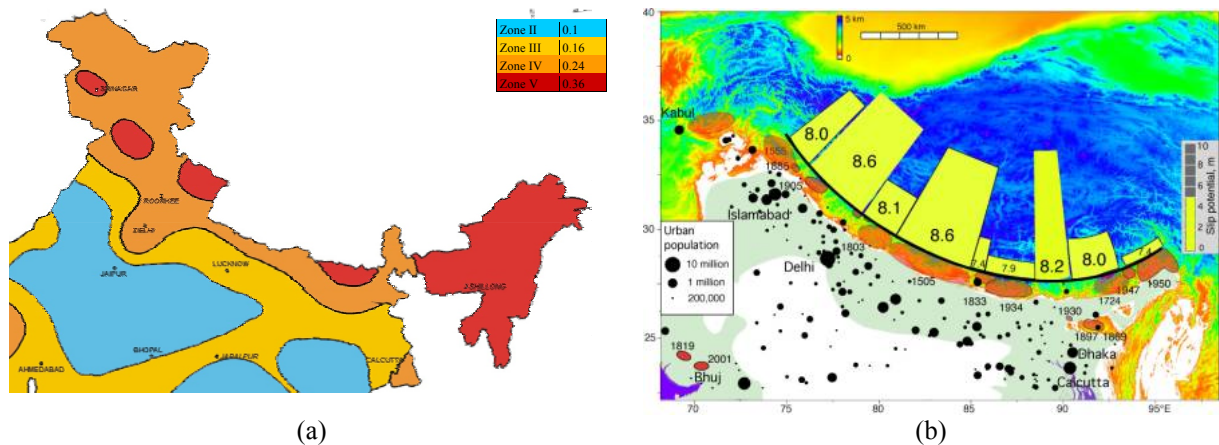 Zone II 0.1
Zone III 0.16
Zone IV 0.24
Zone V 0.36
SRINAGAR
ROORKEE
DELHI
JAIPUR
LUCKNOW
SHILLONG
BHOPAL
JABALPUR
AHMEDABAD
CALCUTTA
(a)
40
35
30
25
5 km
0
500 km
Kabul
8.0
8.6
8.1
8.6
7.4
7.9
8.2
8.0
7.4
1555
1885
1905
Islamabad
1803
Delhi
1505
1833
1934
1930
1724
1947
1950
1897
1869
Dhaka
Calcutta
1819
2001
Bhuj
Urban
population
10 million
1 million
200,000
10
8
6
4
2
0
Slip potential, m
70 75 80 85 90 95°E
(b)